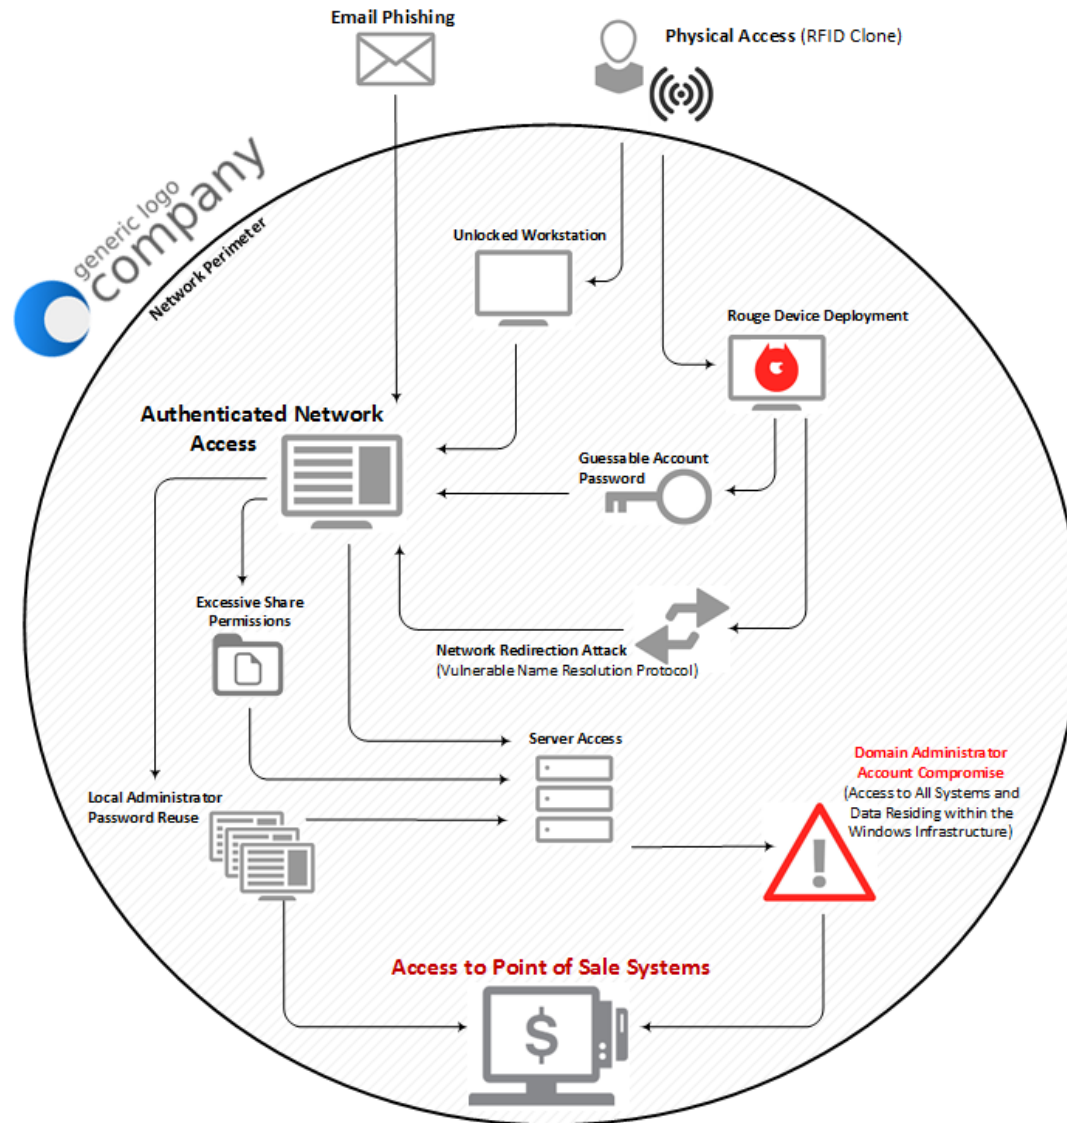 Email Phishing
Physical Access (RFID Clone)
generic logo
company
Network Perimeter
Unlocked Workstation
Rouge Device Deployment
Authenticated Network
Access
Guessable Account
Password
Excessive Share
Permissions
Network Redirection Attack
(Vulnerable Name Resolution Protocol)
Server Access
Domain Administrator
Account Compromise
(Access to All Systems and
Data Residing within the
Windows Infrastructure)
Local Administrator
Password Reuse
Access to Point of Sale Systems
$